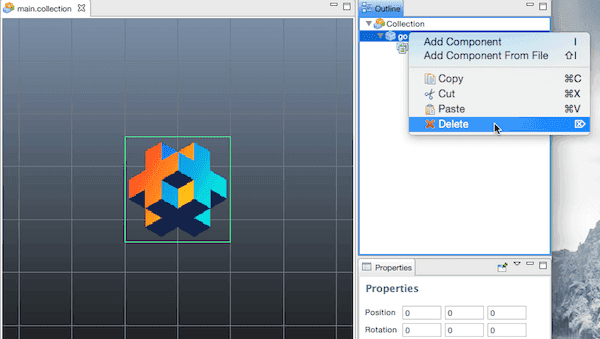 main.collection
Outline
Collection
go
Add Component I
Add Component From File ⇧I
Copy ⌘C
Cut ⌘X
Paste ⌘V
Delete ⌦
Properties
Properties
Position 0 0 0
Rotation 0 0 0